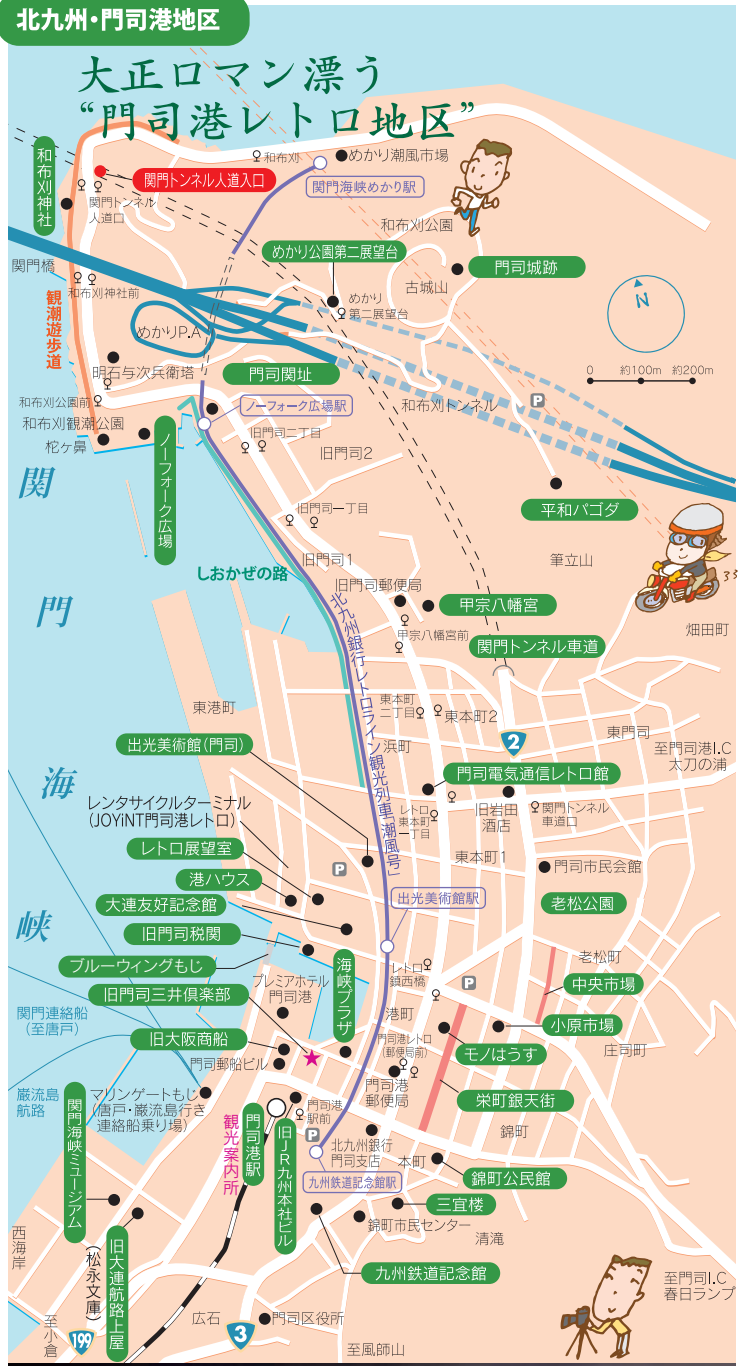 北九州・門司港地区
大正ロマン漂う
“門司港レトロ地区”
和布刈神社
和布刈
めかり潮風市場
関門トンネル人道入口
関門海峡めかり駅
関門トンネル
人道口
和布刈公園
めかり公園第二展望台
門司城跡
関門橋
和布刈神社前
古城山
めかり
第二展望台
N
観潮遊歩道
めかりP.A
0 約100m 約200m
明石与次兵衛塔
門司関址
和布刈公園前
ノーフォーク広場駅
和布刈トンネル
P
和布刈観潮公園
柁ヶ鼻
旧門司二丁目
旧門司2
ノーフォーク広場
関門海峡
平和パゴダ
旧門司一丁目
旧門司1
筆立山
しおかぜの路
旧門司郵便局
甲宗八幡宮
北九州銀行レトロライン観光列車「潮風号」
甲宗八幡宮前
関門トンネル車道
畑田町
東港町
東本町
二丁目
東本町2
2
東門司
出光美術館(門司)
浜町
至門司港I.C
太刀の浦
門司電気通信レトロ館
レンタサイクルターミナル
(JOYiNT門司港レトロ)
レトロ
東本町
一丁目
旧岩田
酒店
関門トンネル
車道口
レトロ展望室
東本町1
P
門司市民会館
港ハウス
出光美術館駅
老松公園
大連友好記念館
旧門司税関
ブルーウィングもじ
海峡プラザ
レトロ
鎮西橋
老松町
プレミアホテル
門司港
P
中央市場
旧門司三井倶楽部
港町
関門連絡船
(至唐戸)
小原市場
旧大阪商船
門司港レトロ
(郵便局前)
モノはうす
庄司町
門司郵船ビル
門司港
郵便局
巌流島
航路
マリンゲートもじ
(唐戸・巌流島行き
連絡船乗り場)
栄町銀天街
関門海峡ミュージアム
観光案内所
門司港駅
旧JR九州本社ビル
門司港
駅前
P
錦町
北九州銀行
門司支店
本町
九州鉄道記念館駅
錦町公民館
三宜楼
錦町市民センター
清滝
西海岸
旧大連航路上屋
(松永文庫)
九州鉄道記念館
至門司I.C
春日ランプ
至小倉
199
広石
3
門司区役所
至風師山